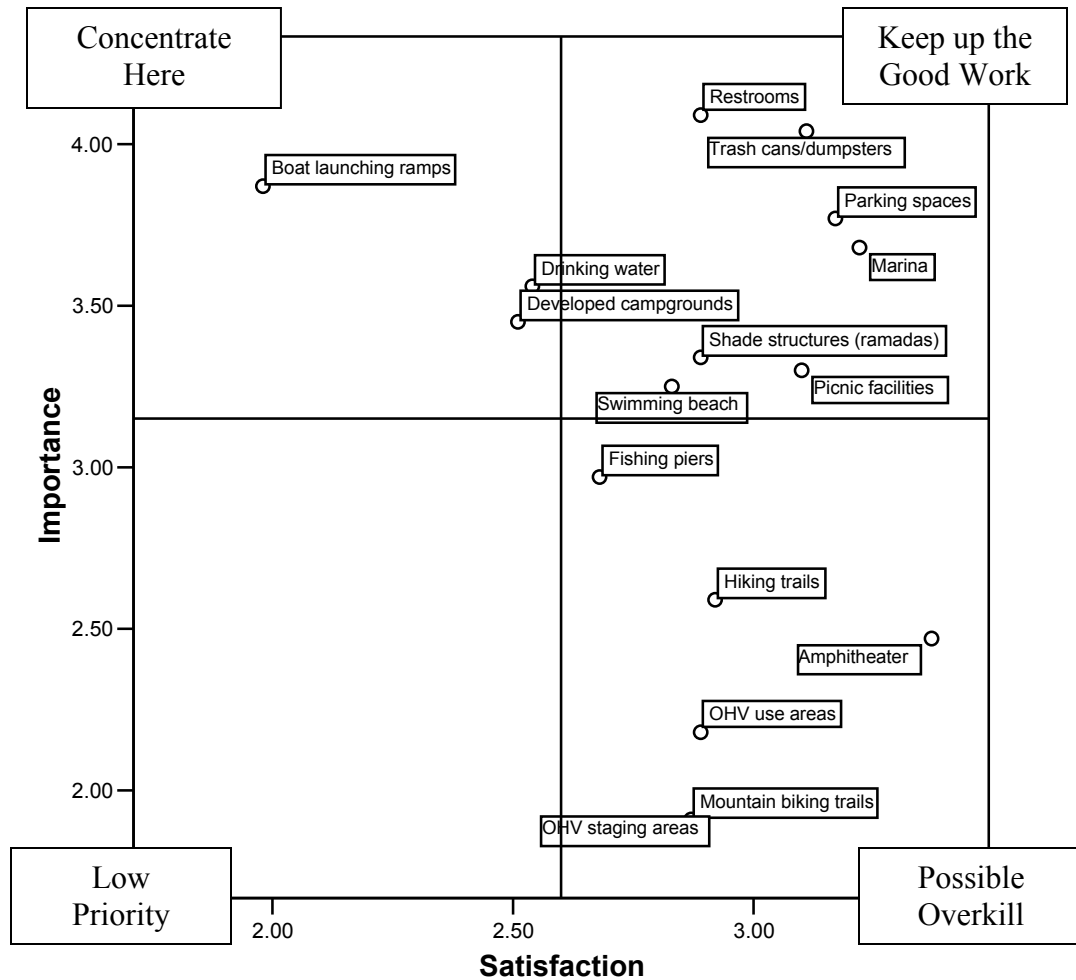 Concentrate
Here
Keep up the
Good Work
Restrooms
4.00
Trash cans/dumpsters
Boat launching ramps
Parking spaces
Marina
Drinking water
Developed campgrounds
3.50
Shade structures (ramadas)
Picnic facilities
Swimming beach
Importance
3.00
Fishing piers
Hiking trails
2.50
Amphitheater
OHV use areas
2.00
Mountain biking trails
OHV staging areas
Low
Priority
Possible
Overkill
2.00
2.50
3.00
Satisfaction